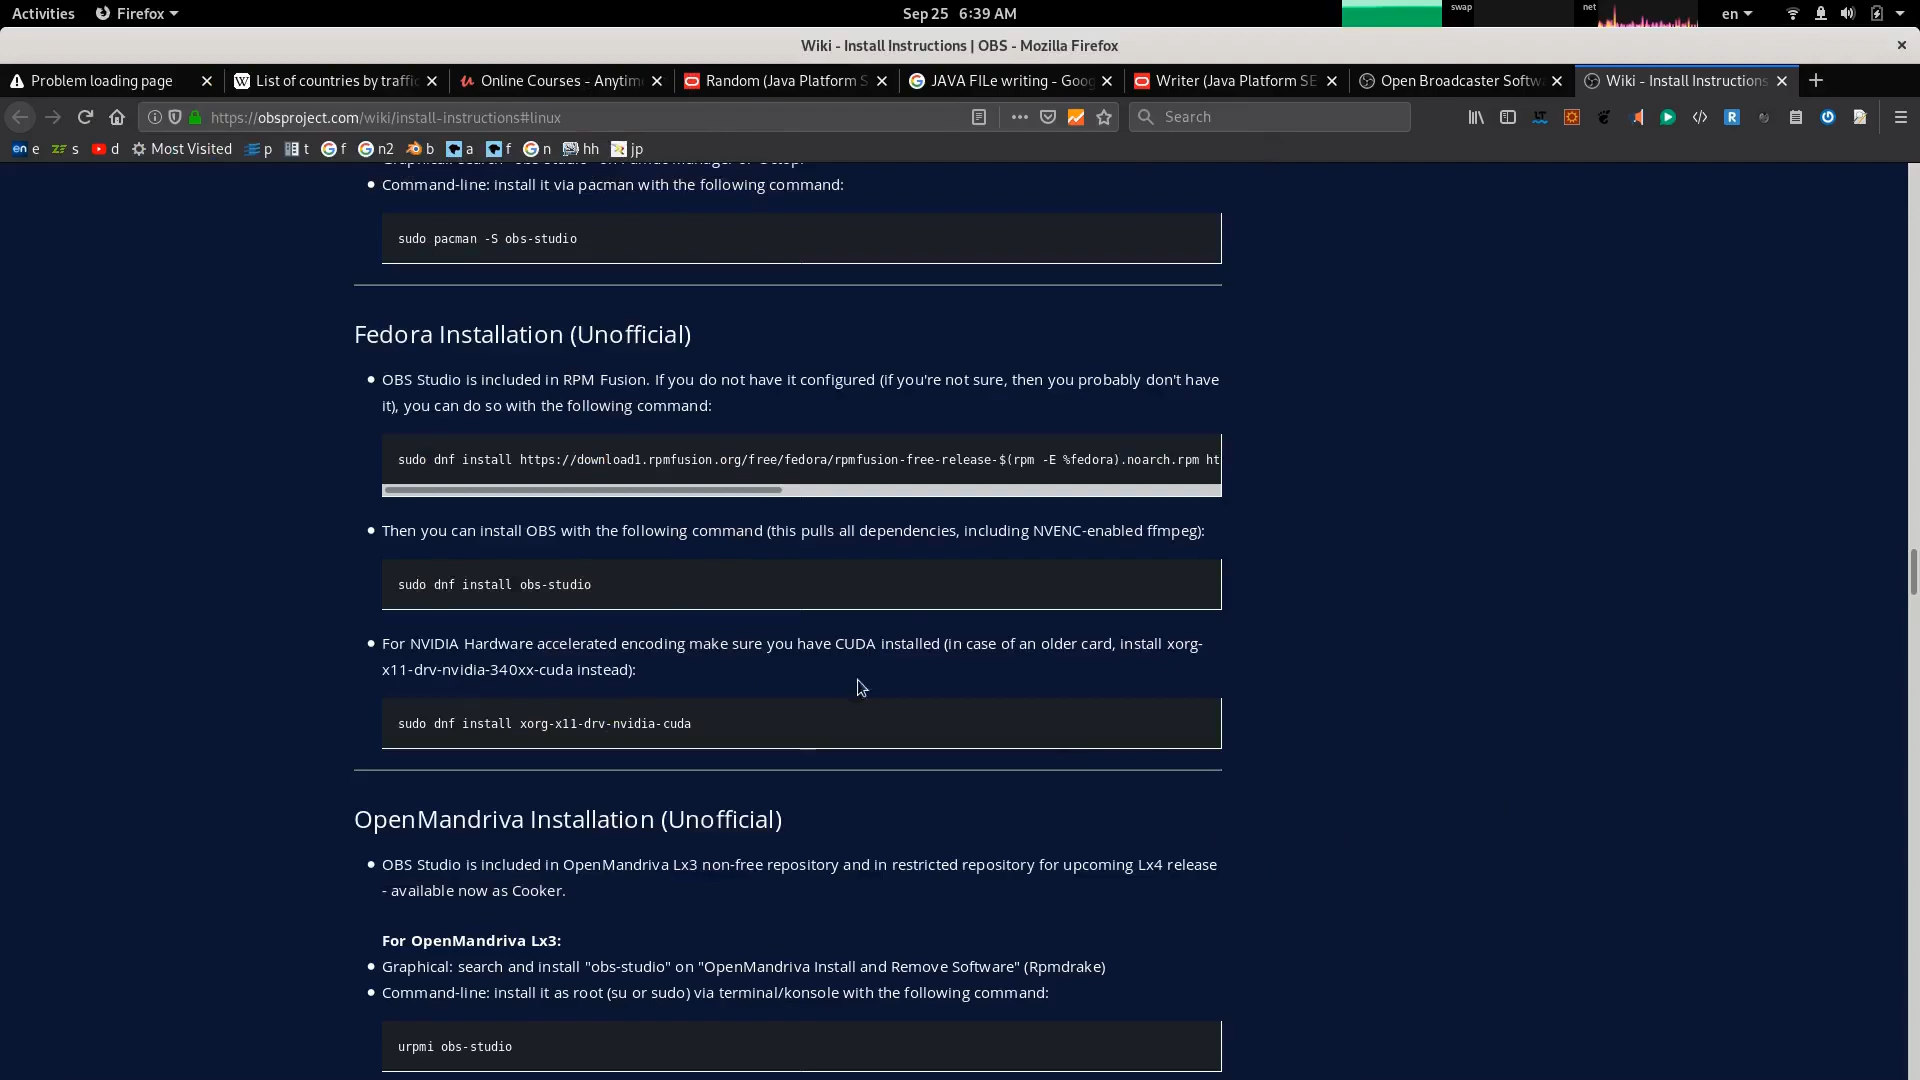 Activities Firefox Sep 25 6:39 AM swap net en
Wiki - Install Instructions | OBS - Mozilla Firefox
Problem loading page List of countries by traffic Online Courses - Anytim Random (Java Platform S JAVA FILe writing - Goog Writer (Java Platform SE Open Broadcaster Softw Wiki - Install Instructions
https://obsproject.com/wiki/install-instructions#linux Search
en e s d Most Visited p t f n2 b a f n hh jp
Command-line: install it via pacman with the following command:
sudo pacman -S obs-studio
Fedora Installation (Unofficial)
OBS Studio is included in RPM Fusion. If you do not have it configured (if you're not sure, then you probably don't have
it), you can do so with the following command:
sudo dnf install https://download1.rpmfusion.org/free/fedora/rpmfusion-free-release-$(rpm -E %fedora).noarch.rpm ht
Then you can install OBS with the following command (this pulls all dependencies, including NVENC-enabled ffmpeg):
sudo dnf install obs-studio
For NVIDIA Hardware accelerated encoding make sure you have CUDA installed (in case of an older card, install xorg-
x11-drv-nvidia-340xx-cuda instead):
sudo dnf install xorg-x11-drv-nvidia-cuda
OpenMandriva Installation (Unofficial)
OBS Studio is included in OpenMandriva Lx3 non-free repository and in restricted repository for upcoming Lx4 release
- available now as Cooker.
For OpenMandriva Lx3:
Graphical: search and install "obs-studio" on "OpenMandriva Install and Remove Software" (Rpmdrake)
Command-line: install it as root (su or sudo) via terminal/konsole with the following command:
urpmi obs-studio